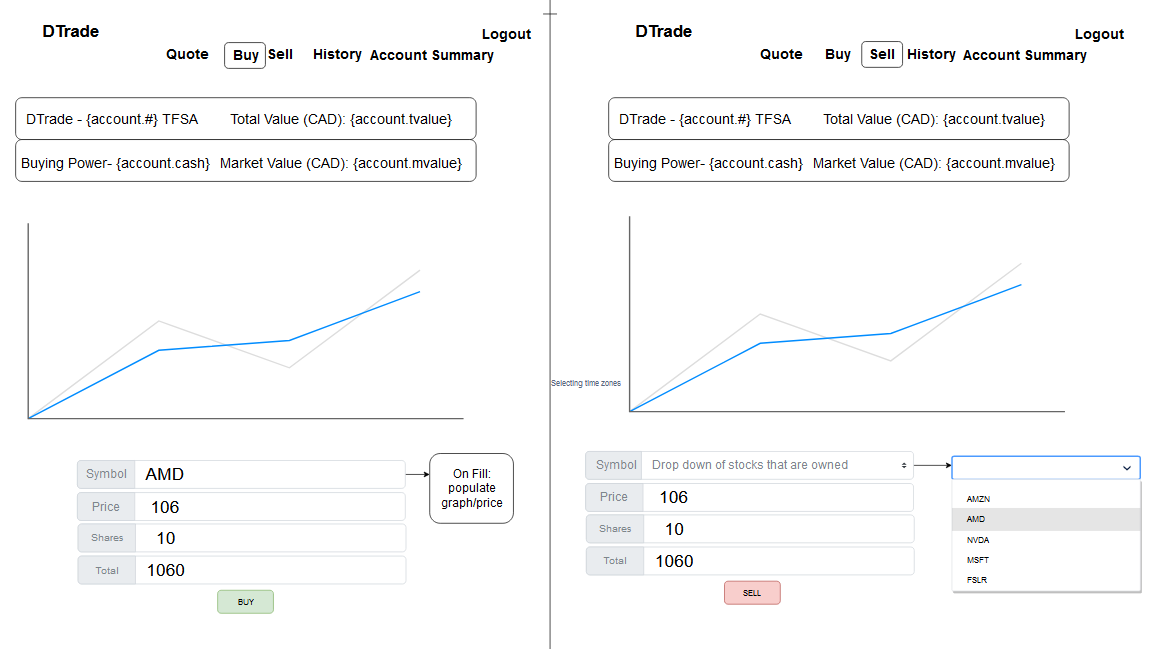 DTrade
Logout
Quote Buy Sell History Account Summary
DTrade - {account.#} TFSA Total Value (CAD): {account.tvalue}
Buying Power- {account.cash} Market Value (CAD): {account.mvalue}
Symbol AMD
Price 106
Shares 10
Total 1060
BUY
On Fill:
populate
graph/price
DTrade
Logout
Quote Buy Sell History Account Summary
DTrade - {account.#} TFSA Total Value (CAD): {account.tvalue}
Buying Power- {account.cash} Market Value (CAD): {account.mvalue}
Selecting time zones
Symbol Drop down of stocks that are owned
Price 106
Shares 10
Total 1060
SELL
AMZN
AMD
NVDA
MSFT
FSLR